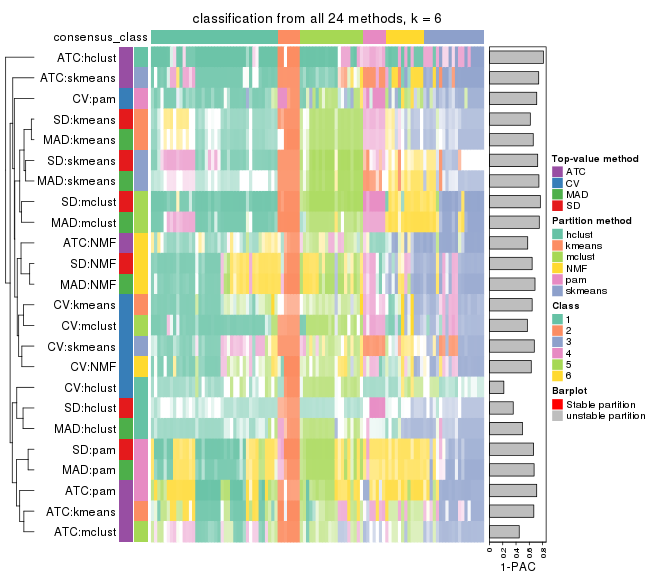 classification from all 24 methods, k = 6
consensus_class
ATC:hclust
ATC:skmeans
CV:pam
SD:kmeans
MAD:kmeans
SD:skmeans
MAD:skmeans
SD:mclust
MAD:mclust
ATC:NMF
SD:NMF
MAD:NMF
CV:kmeans
CV:mclust
CV:skmeans
CV:NMF
CV:hclust
SD:hclust
MAD:hclust
SD:pam
MAD:pam
ATC:pam
ATC:kmeans
ATC:mclust
0
0.2
0.4
0.6
0.8
1-PAC
Top-value method
ATC
CV
MAD
SD
Partition method
hclust
kmeans
mclust
NMF
pam
skmeans
Class
1
2
3
4
5
6
Barplot
Stable partition
unstable partition